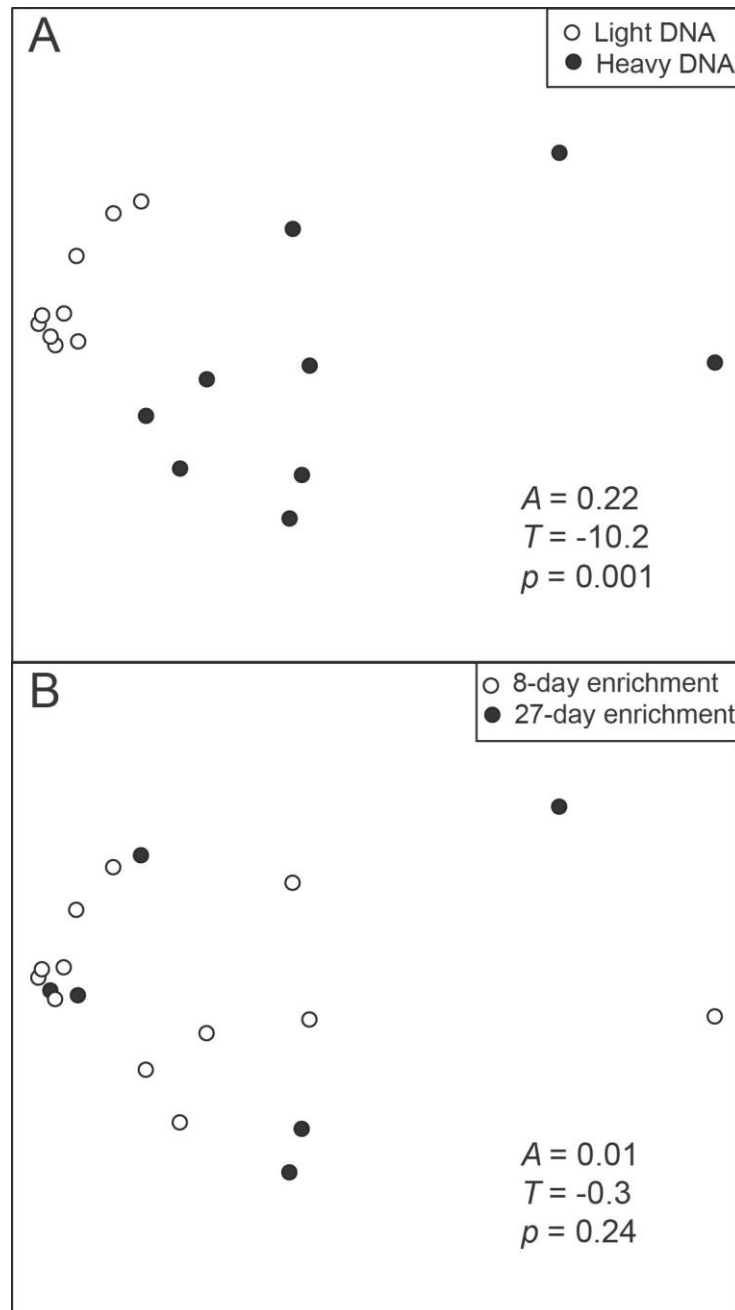 A
Light DNA
Heavy DNA
A = 0.22
T = -10.2
p = 0.001
B
8-day enrichment
27-day enrichment
A = 0.01
T = -0.3
p = 0.24